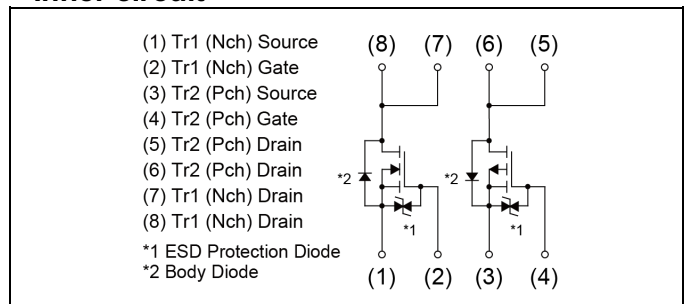 (1) Tr1 (Nch) Source
(2) Tr1 (Nch) Gate
(3) Tr2 (Pch) Source
(4) Tr2 (Pch) Gate
(5) Tr2 (Pch) Drain
(6) Tr2 (Pch) Drain
(7) Tr1 (Nch) Drain
(8) Tr1 (Nch) Drain
*1 ESD Protection Diode
*2 Body Diode
(8) (7) (6) (5)
*2 *2
*1 *1
(1) (2) (3) (4)